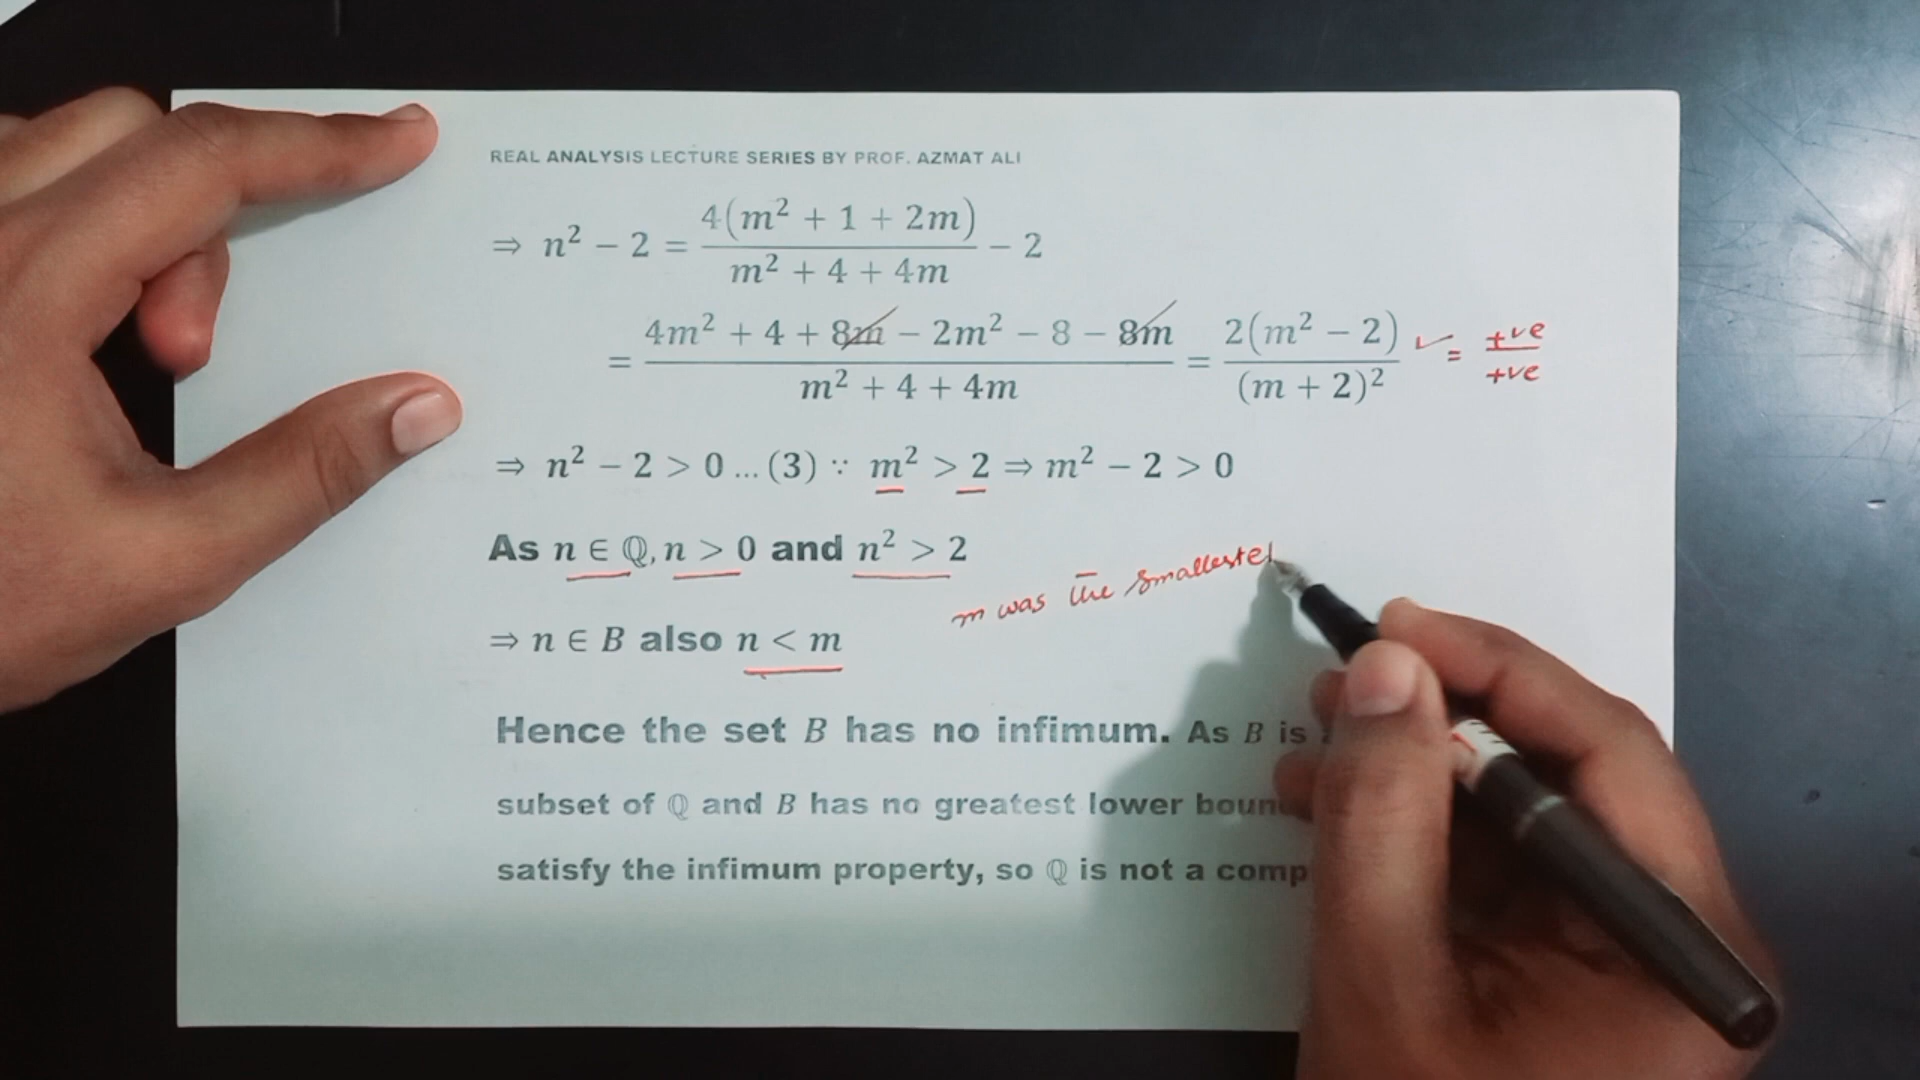 REAL ANALYSIS LECTURE SERIES BY PROF. AZMAT ALI
⇒ n² − 2 = 4(m² + 1 + 2m) / m² + 4 + 4m − 2
= 4m² + 4 + 8m − 2m² − 8 − 8m / m² + 4 + 4m = 2(m² − 2) / (m + 2)² ✓ = +ve / +ve
⇒ n² − 2 > 0 ... (3) ∵ m² > 2 ⇒ m² − 2 > 0
As n ∈ ℚ, n > 0 and n² > 2
m was the smallest el
⇒ n ∈ B also n < m
Hence the set B has no infimum. As B is
subset of ℚ and B has no greatest lower
satisfy the infimum property, so ℚ is not a